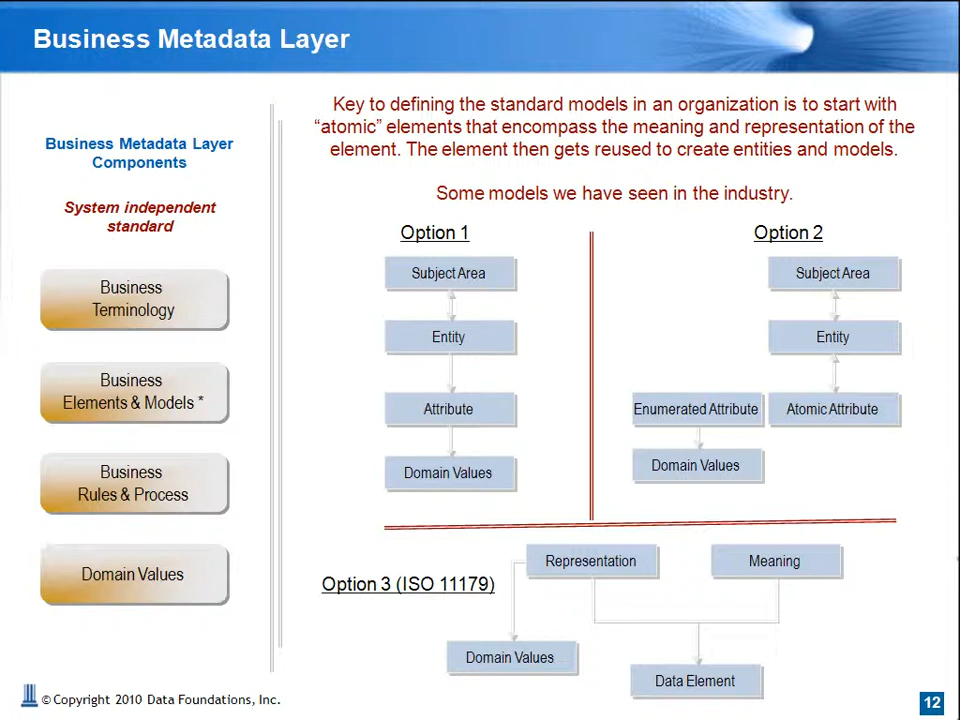 Business Metadata Layer
Business Metadata Layer
Components
System independent
standard
Business
Terminology
Business
Elements & Models *
Business
Rules & Process
Domain Values
Key to defining the standard models in an organization is to start with
“atomic” elements that encompass the meaning and representation of the
element. The element then gets reused to create entities and models.
Some models we have seen in the industry.
Option 1
Subject Area
Entity
Attribute
Domain Values
Option 2
Subject Area
Entity
Enumerated Attribute
Atomic Attribute
Domain Values
Option 3 (ISO 11179)
Representation
Meaning
Domain Values
Data Element
© Copyright 2010 Data Foundations, Inc.
12